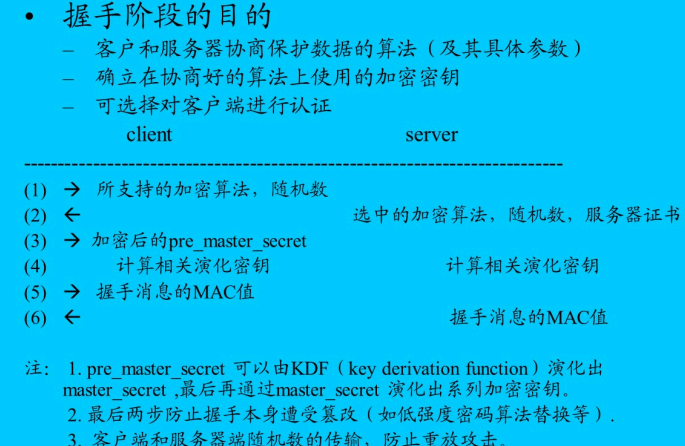 • 握手阶段的目的
– 客户和服务器协商保护数据的算法（及其具体参数）
– 确立在协商好的算法上使用的加密密钥
– 可选择对客户端进行认证
client server
--------------------------------------------------------------------------------
(1) → 所支持的加密算法，随机数
(2) ← 选中的加密算法，随机数，服务器证书
(3) → 加密后的pre_master_secret
(4) 计算相关演化密钥 计算相关演化密钥
(5) → 握手消息的MAC值
(6) ← 握手消息的MAC值
注: 1. pre_master_secret 可以由KDF（key derivation function）演化出
master_secret ,最后再通过master_secret 演化出系列加密密钥。
2. 最后两步防止握手本身遭受篡改（如低强度密码算法替换等）.
3. 客户端和服务器端随机数的传输，防止重放攻击。